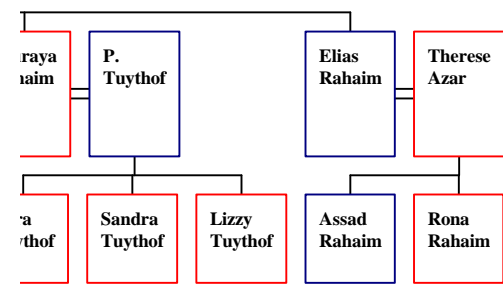 P.
Tuythof
Elias
Rahaim
Therese
Azar
Sandra
Tuythof
Lizzy
Tuythof
Assad
Rahaim
Rona
Rahaim